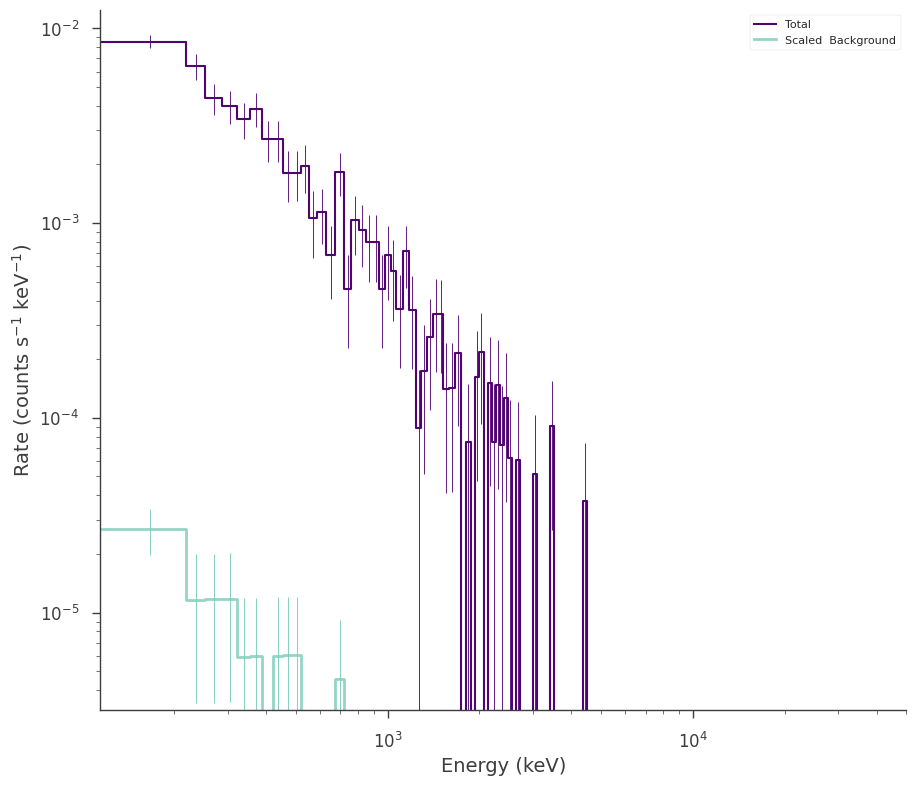 Total
Scaled  Background
10⁻²
10⁻³
10⁻⁴
10⁻⁵
Rate (counts s⁻¹ keV⁻¹)
10³
10⁴
Energy (keV)